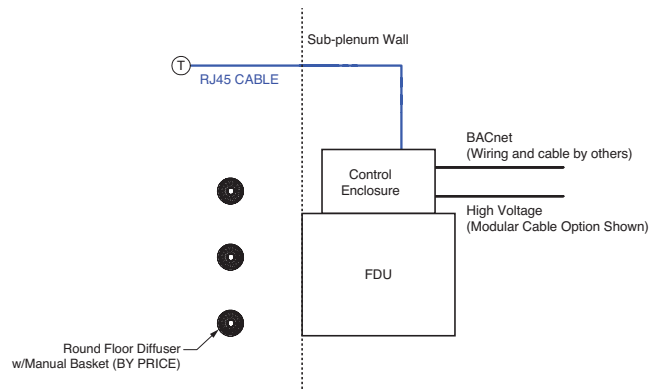 Sub-plenum Wall
T
RJ45 CABLE
BACnet
(Wiring and cable by others)
Control
Enclosure
High Voltage
(Modular Cable Option Shown)
FDU
Round Floor Diffuser
w/Manual Basket (BY PRICE)